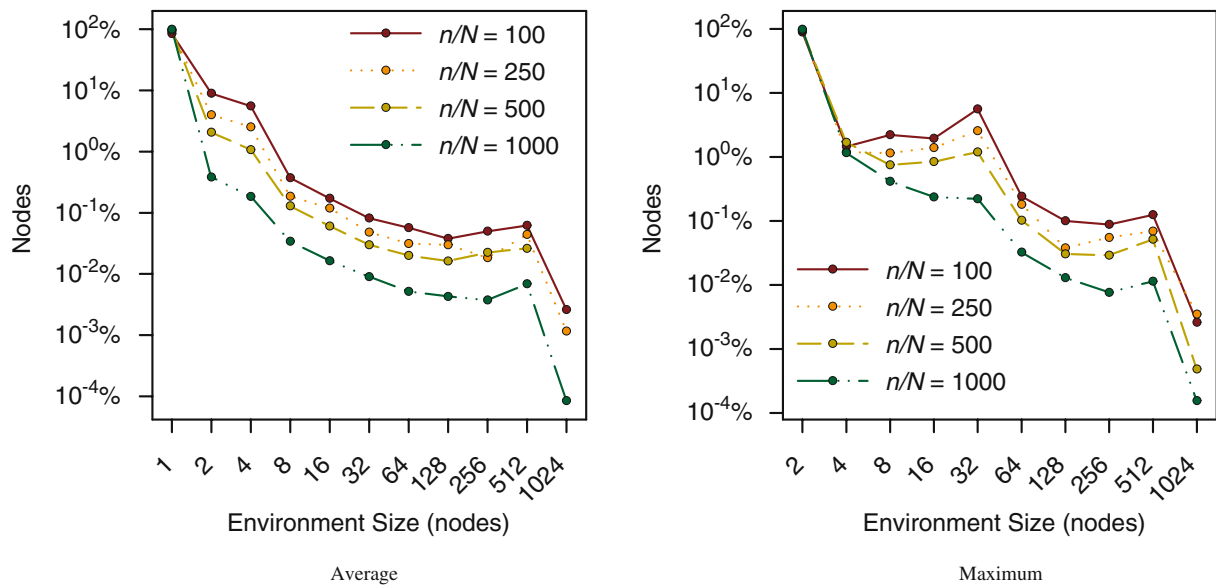 10²%
10¹%
10⁰%
10⁻¹%
10⁻²%
10⁻³%
10⁻⁴%
Nodes
n/N = 100
n/N = 250
n/N = 500
n/N = 1000
1 2 4 8 16 32 64 128 256 512 1024
Environment Size (nodes)
Average
10²%
10¹%
10⁰%
10⁻¹%
10⁻²%
10⁻³%
10⁻⁴%
Nodes
n/N = 100
n/N = 250
n/N = 500
n/N = 1000
2 4 8 16 32 64 128 256 512 1024
Environment Size (nodes)
Maximum